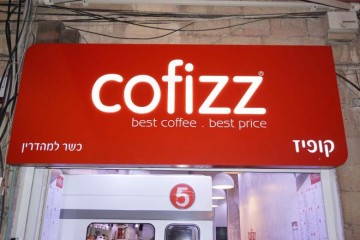 cofizz®
best coffee . best price
כשר למהדרין
קופיז
5